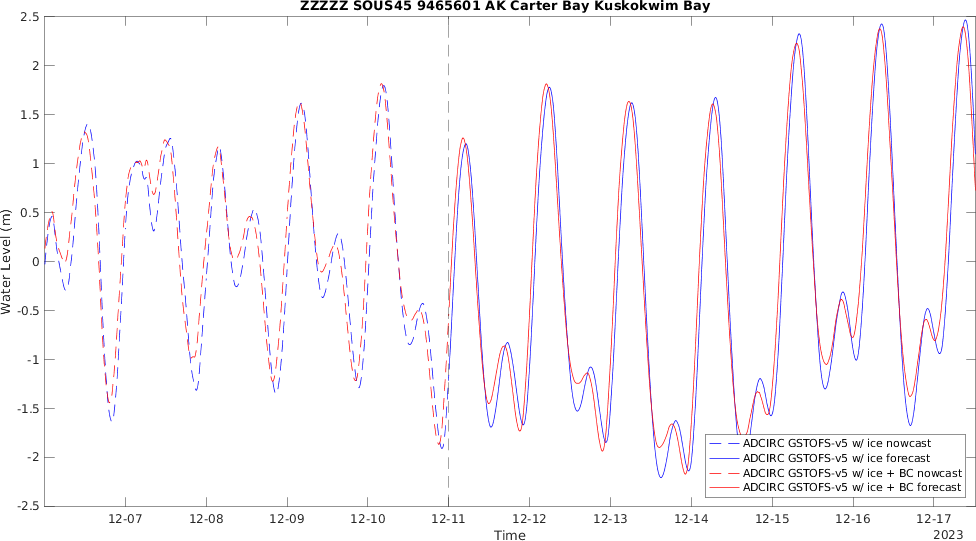 ZZZZZ SOUS45 9465601 AK Carter Bay Kuskokwim Bay
2.5
2
1.5
1
0.5
0
-0.5
-1
-1.5
-2
-2.5
Water Level (m)
ADCIRC GSTOFS-v5 w/ ice nowcast
ADCIRC GSTOFS-v5 w/ ice forecast
ADCIRC GSTOFS-v5 w/ ice + BC nowcast
ADCIRC GSTOFS-v5 w/ ice + BC forecast
12-07 12-08 12-09 12-10 12-11 12-12 12-13 12-14 12-15 12-16 12-17
Time
2023